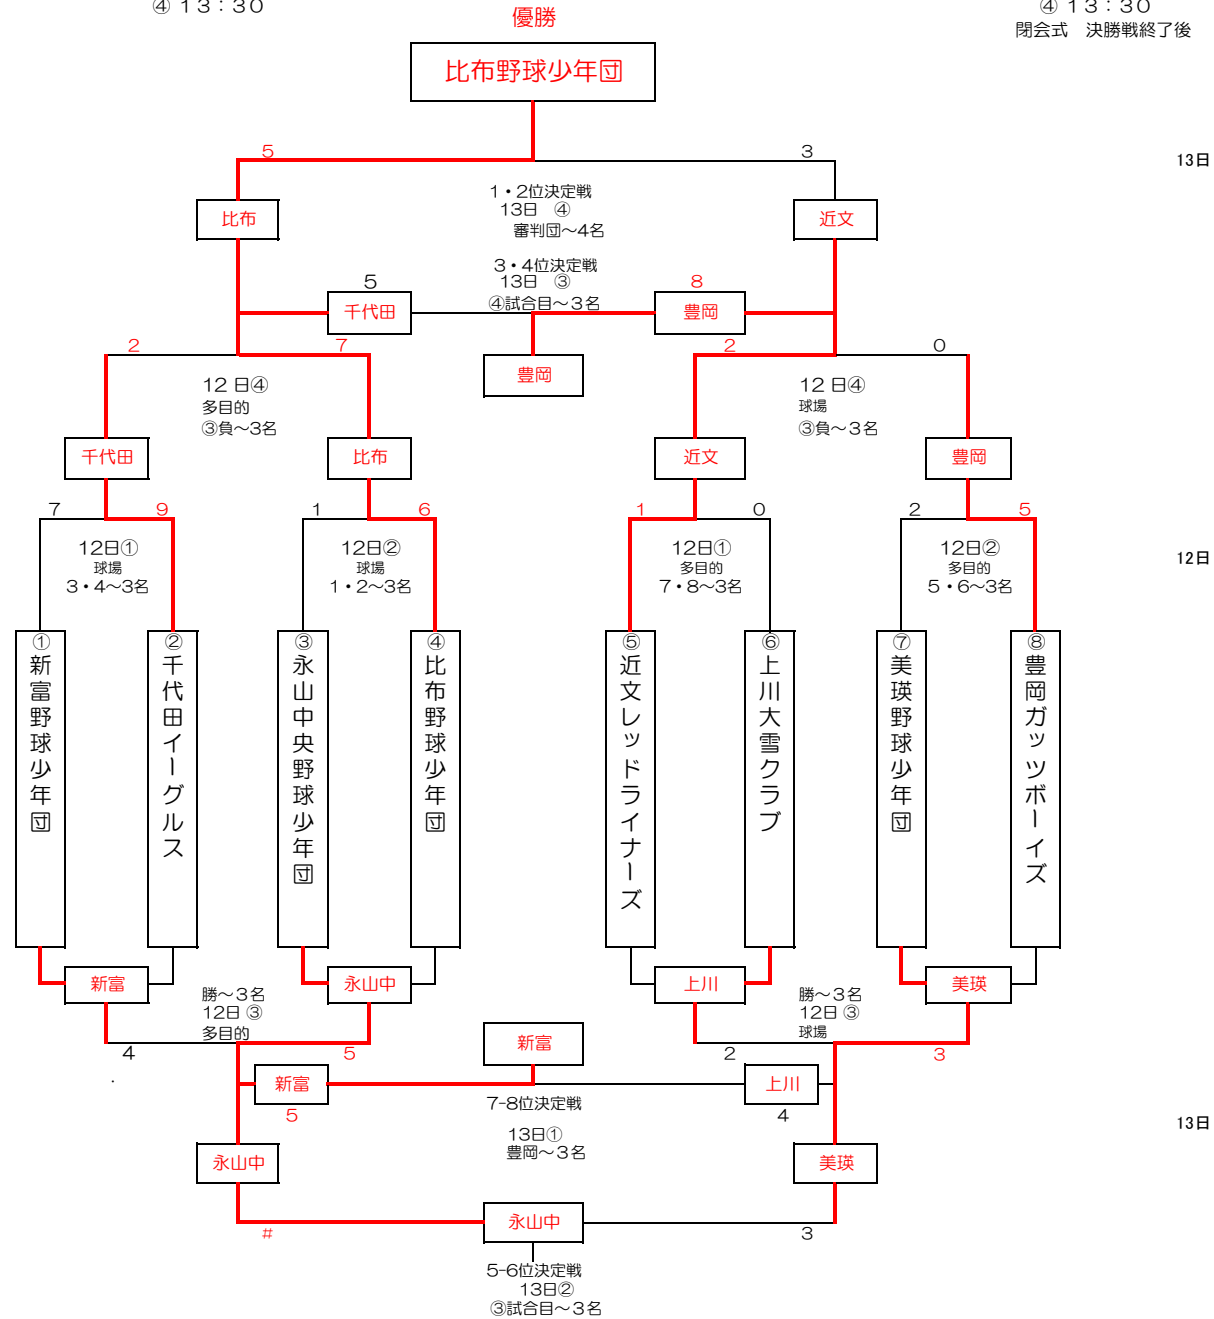 ④ 13：30
④ 13：30
閉会式　決勝戦終了後
優勝
比布野球少年団
5
3
13日
1・2位決定戦
13日　④
審判団～4名
比布
近文
3・4位決定戦
13日　③
④試合目～3名
5
8
千代田
豊岡
豊岡
2
7
2
0
12 日④
多目的
③負～3名
12 日④
球場
③負～3名
千代田
比布
近文
豊岡
7
9
1
6
1
0
2
5
12日①
球場
3・4～3名
12日②
球場
1・2～3名
12日①
多目的
7・8～3名
12日②
多目的
5・6～3名
12日
①新富野球少年団
②千代田イーグルス
③永山中央野球少年団
④比布野球少年団
⑤近文レッドライナーズ
⑥上川大雪クラブ
⑦美瑛野球少年団
⑧豊岡ガッツボーイズ
新富
永山中
上川
美瑛
勝～3名
12日 ③
多目的
勝～3名
12日 ③
球場
4
5
2
3
新富
新富
上川
5
4
7-8位決定戦
13日①
豊岡～3名
13日
永山中
美瑛
永山中
#
3
5-6位決定戦
13日②
③試合目～3名